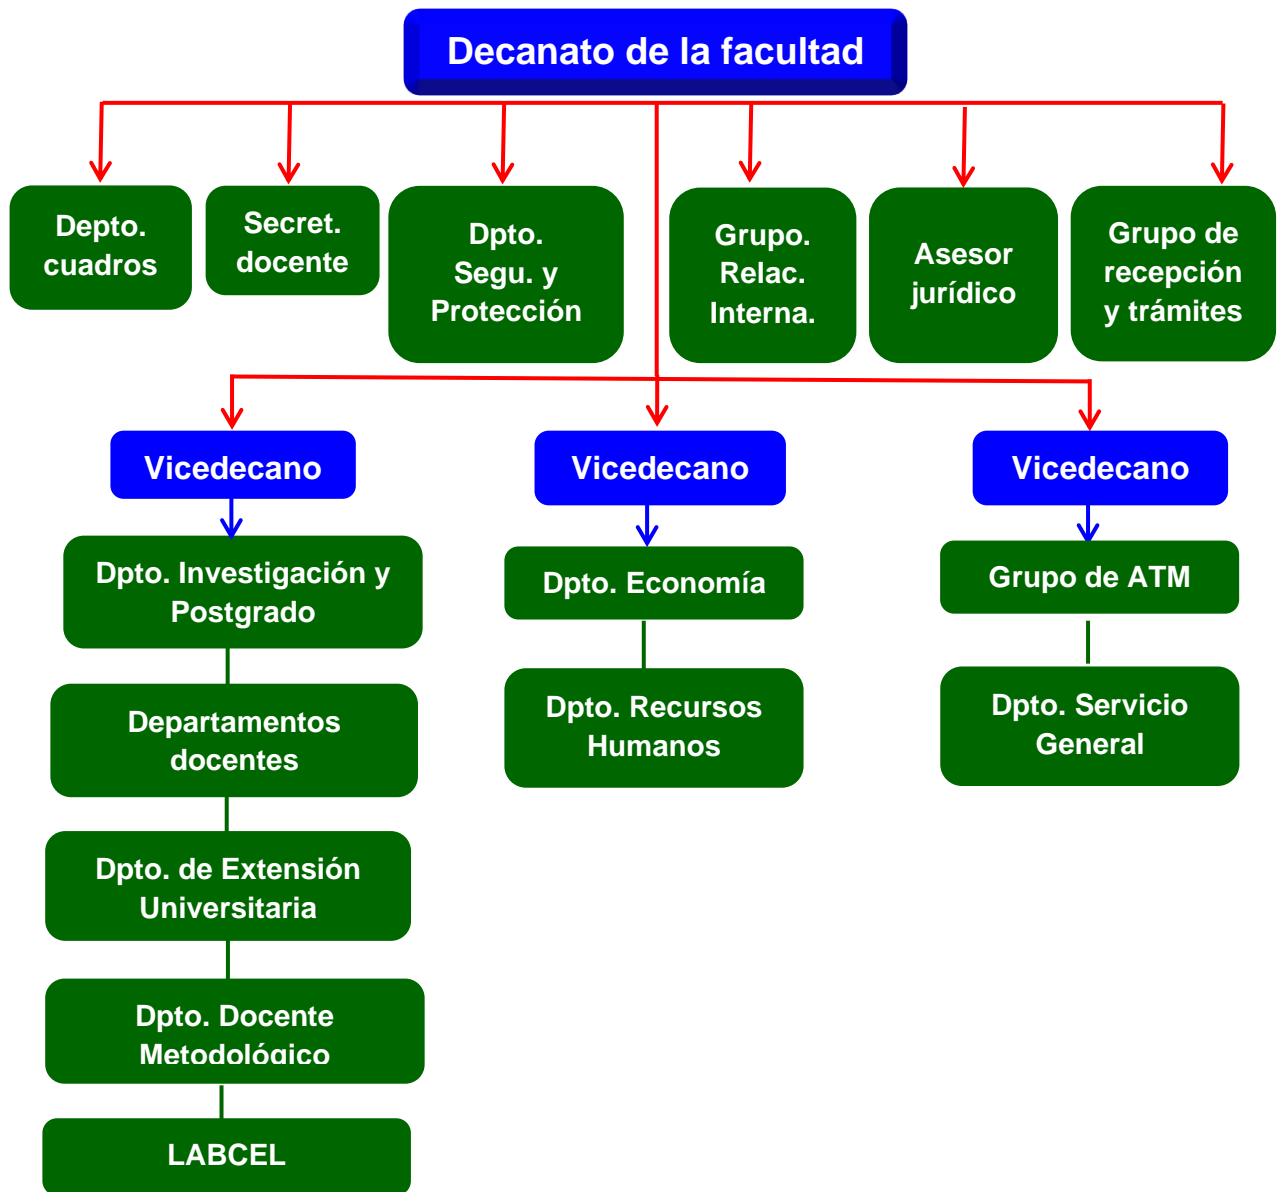 Decanato de la facultad
Depto.
cuadros
Secret.
docente
Dpto.
Segu. y
Protección
Grupo.
Relac.
Interna.
Asesor
jurídico
Grupo de
recepción
y trámites
Vicedecano
Vicedecano
Vicedecano
Dpto. Investigación y
Postgrado
Departamentos
docentes
Dpto. de Extensión
Universitaria
Dpto. Docente
Metodológico
LABCEL
Dpto. Economía
Dpto. Recursos
Humanos
Grupo de ATM
Dpto. Servicio
General